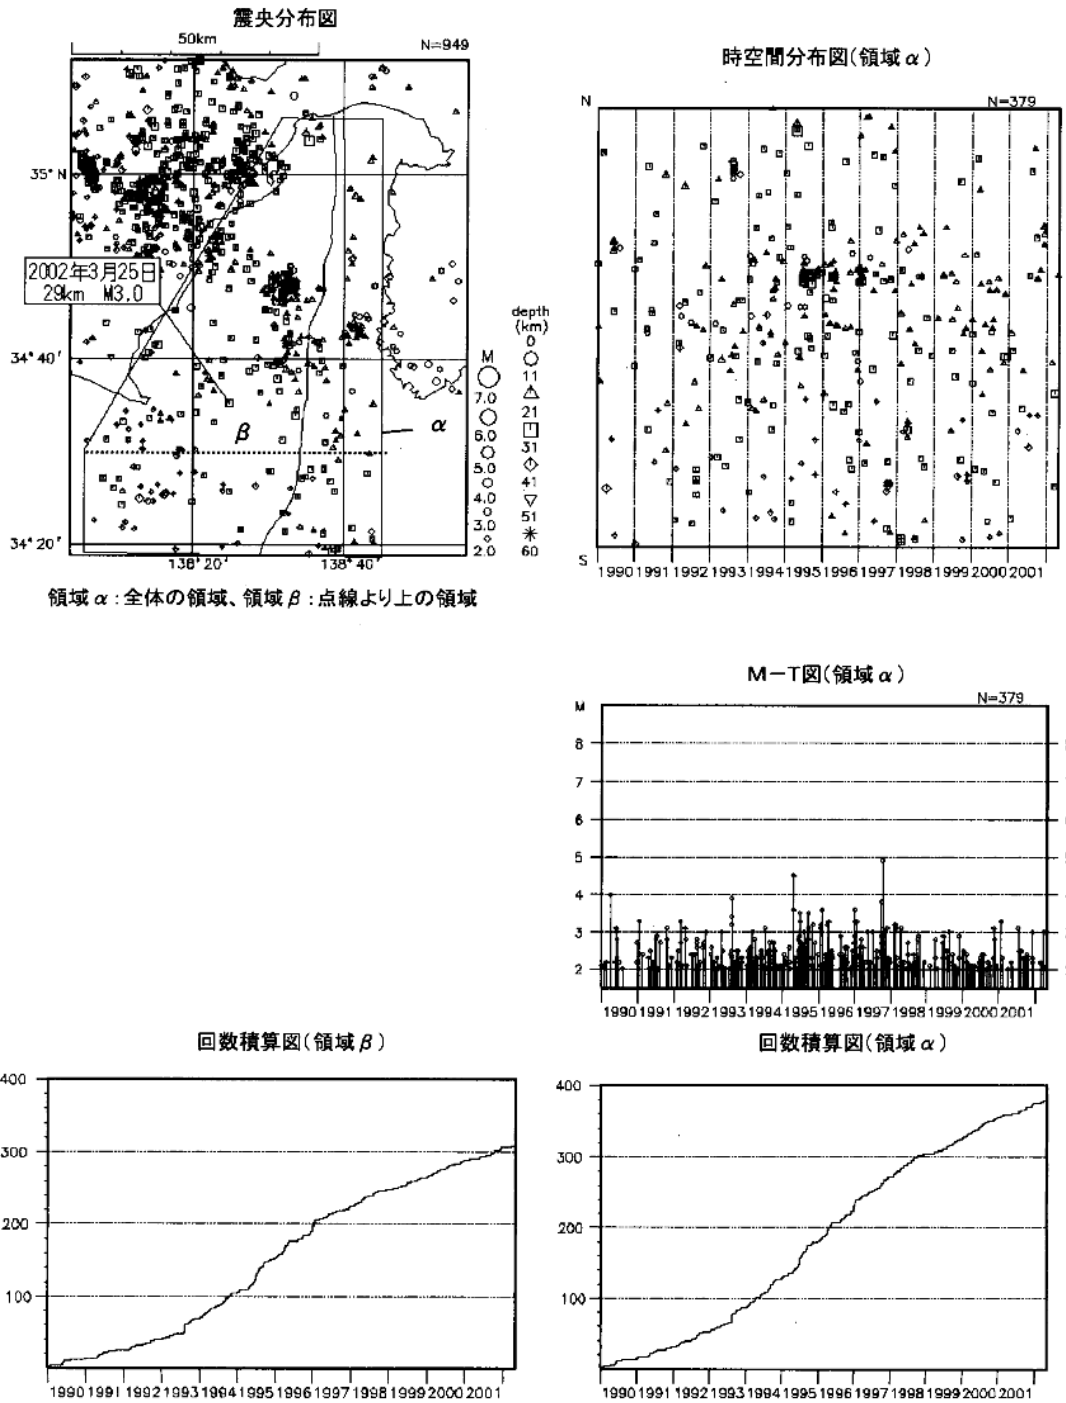 震央分布図
50km
N=949
35° N
2002年3月25日
29km M3.0
34° 40′
34° 20′
138° 20′
138° 40′
β
α
M
7.0
6.0
5.0
4.0
3.0
2.0
depth
(km)
0
11
21
31
41
51
60
領域α：全体の領域、領域β：点線より上の領域
時空間分布図(領域α)
N
N=379
S
1990 1991 1992 1993 1994 1995 1996 1997 1998 1999 2000 2001
M－T図(領域α)
N=379
M
8
7
6
5
4
3
2
1990 1991 1992 1993 1994 1995 1996 1997 1998 1999 2000 2001
回数積算図(領域β)
400
300
200
100
1990 1991 1992 1993 1994 1995 1996 1997 1998 1999 2000 2001
回数積算図(領域α)
400
300
200
100
1990 1991 1992 1993 1994 1995 1996 1997 1998 1999 2000 2001